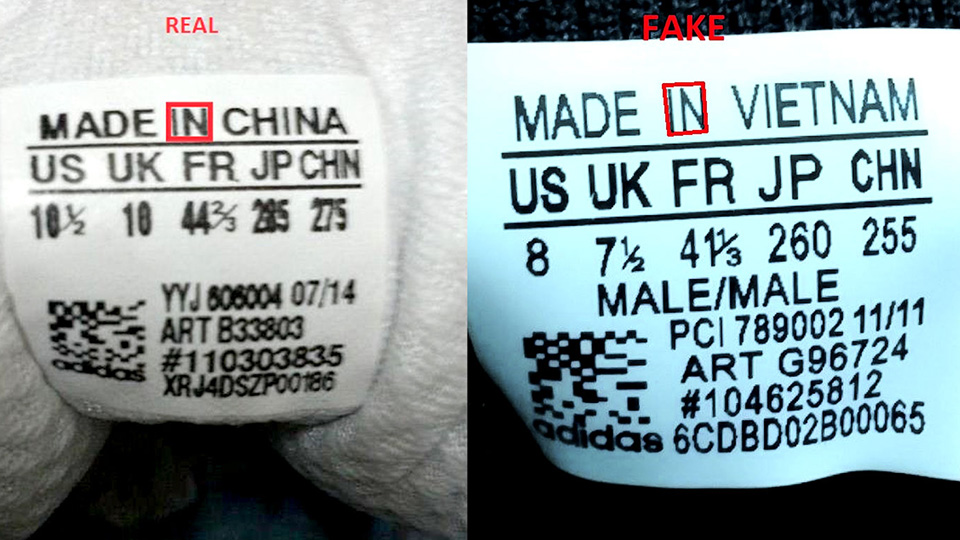 REAL
MADE IN CHINA
US UK FR JP CHN
10½ 10 44⅔ 285 275
YYJ 606004 07/14
ART B33803
#110303835
XRJ4DSZP00186
adidas
FAKE
MADE IN VIETNAM
US UK FR JP CHN
8 7½ 41⅓ 260 255
MALE/MALE
PCI 789002 11/11
ART G96724
#104625812
6CDBD02B00065
adidas